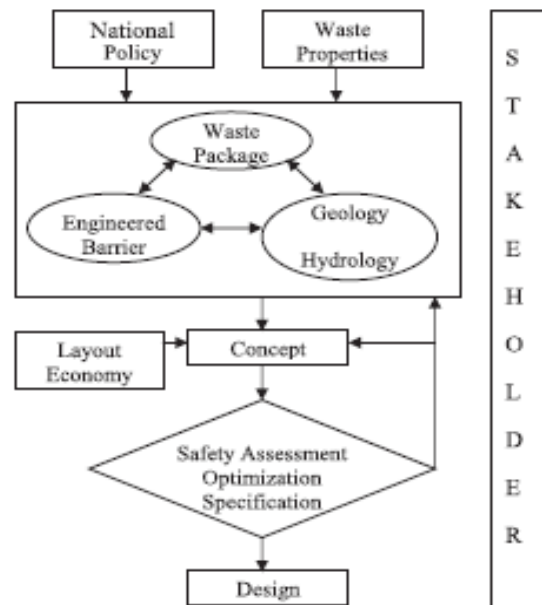 National
Policy
Waste
Properties
Waste
Package
Engineered
Barrier
Geology
Hydrology
Layout
Economy
Concept
Safety Assessment
Optimization
Specification
Design
S
T
A
K
E
H
O
L
D
E
R